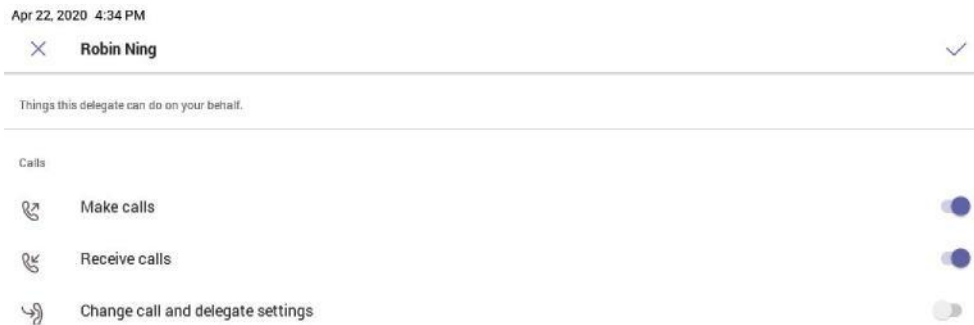 Apr 22, 2020 4:34 PM
Robin Ning
Things this delegate can do on your behalf.
Calls
Make calls
Receive calls
Change call and delegate settings